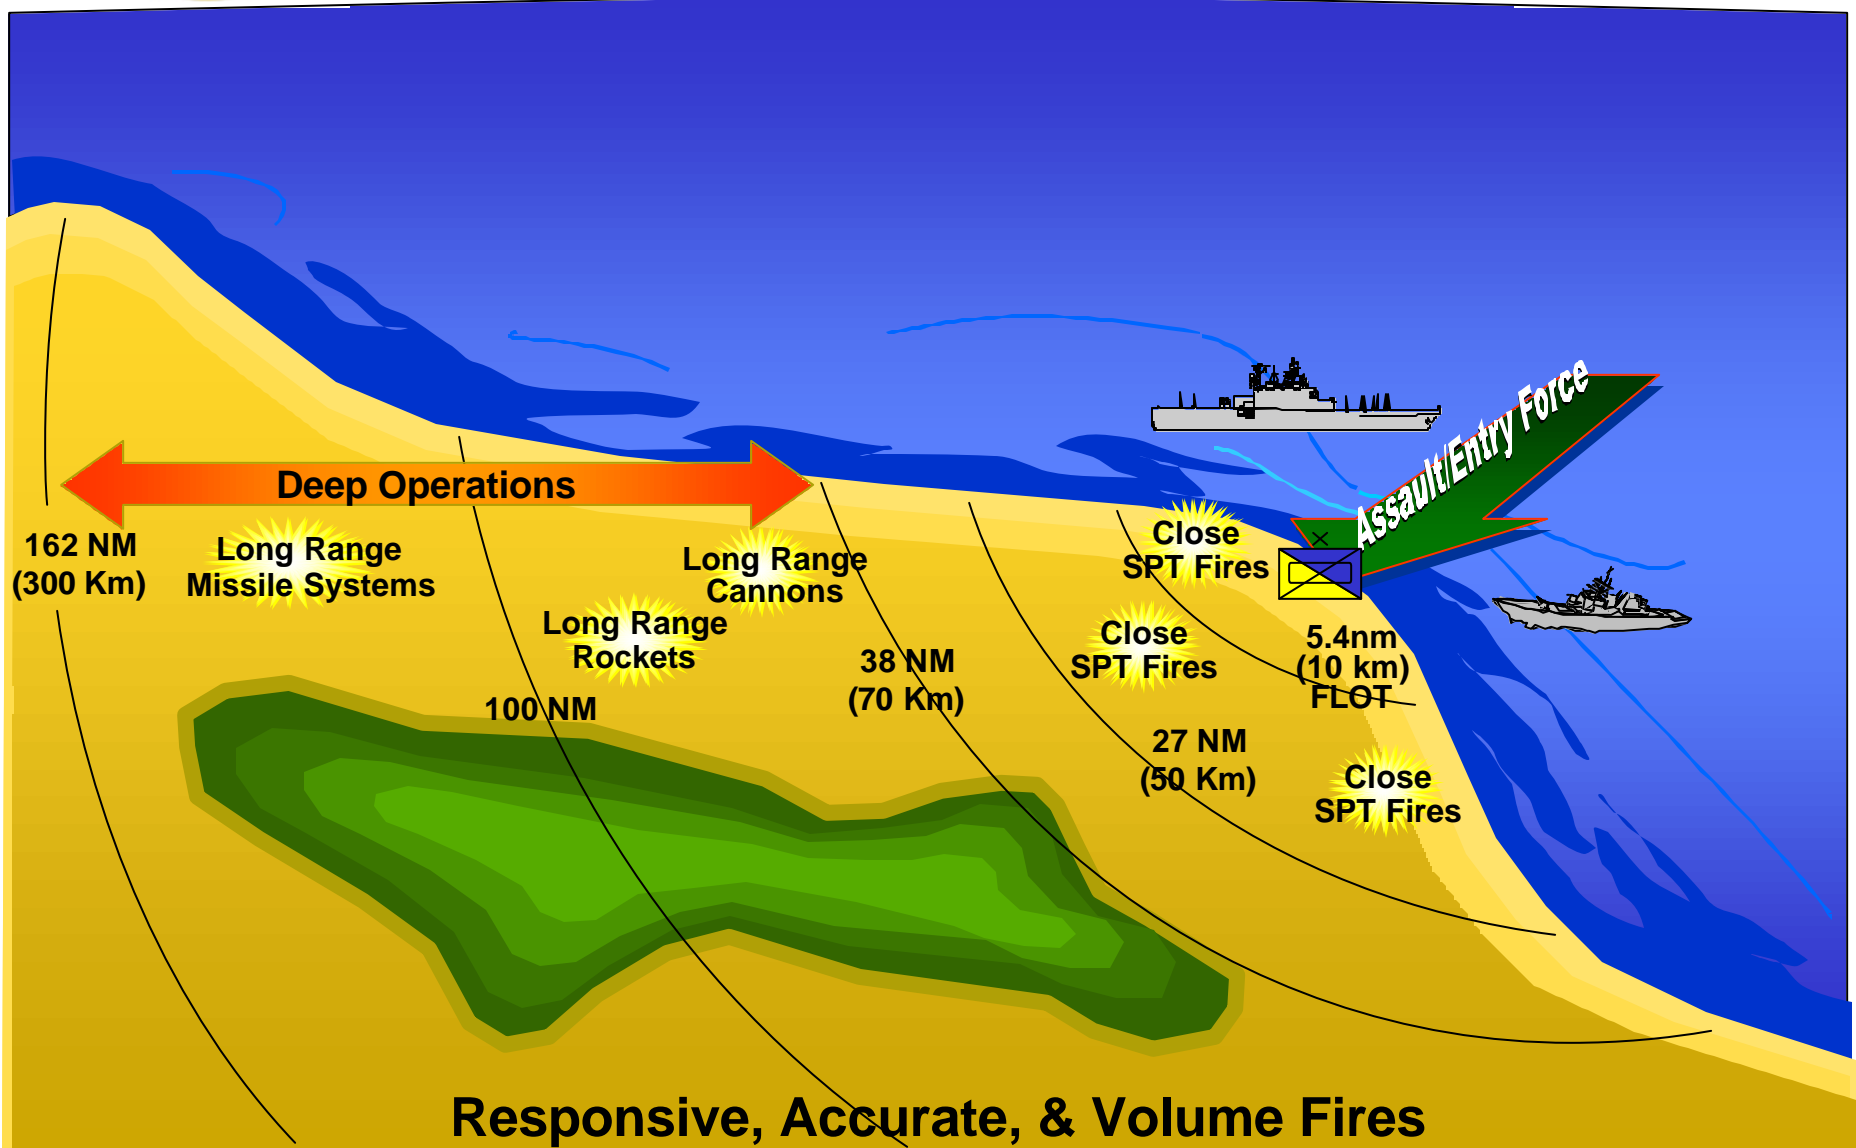 Assault/Entry Force
Deep Operations
162 NM
(300 Km)
Long Range
Missile Systems
Long Range
Rockets
Long Range
Cannons
100 NM
38 NM
(70 Km)
Close
SPT Fires
Close
SPT Fires
5.4nm
(10 km)
FLOT
27 NM
(50 Km)
Close
SPT Fires
Responsive, Accurate, & Volume Fires